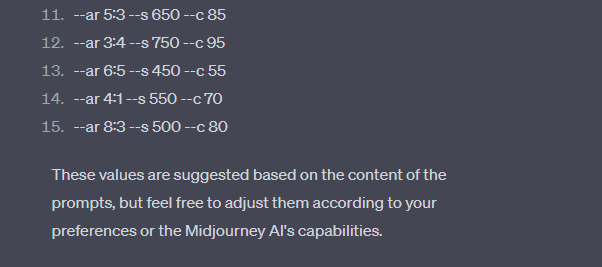 11. --ar 5:3 --s 650 --c 85
12. --ar 3:4 --s 750 --c 95
13. --ar 6:5 --s 450 --c 55
14. --ar 4:1 --s 550 --c 70
15. --ar 8:3 --s 500 --c 80
These values are suggested based on the content of the
prompts, but feel free to adjust them according to your
preferences or the Midjourney AI's capabilities.